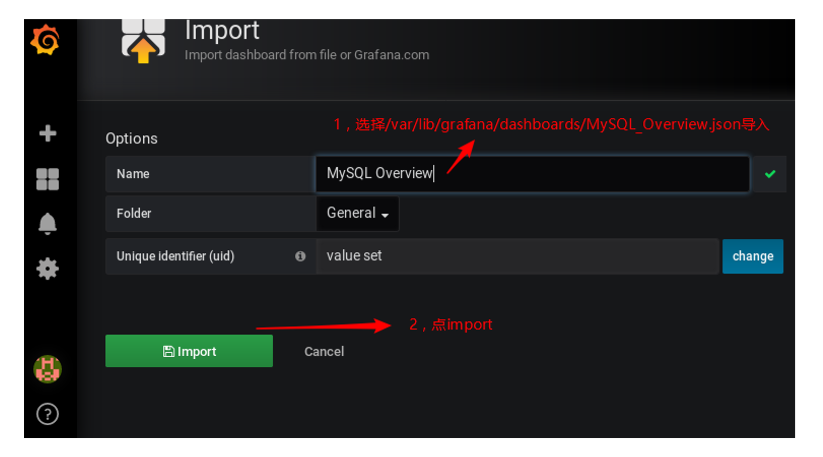 Import
Import dashboard from file or Grafana.com
1，选择/var/lib/grafana/dashboards/MySQL_Overview.json导入
Options
Name
MySQL Overview
Folder
General
Unique identifier (uid)
value set
change
2，点import
Import
Cancel